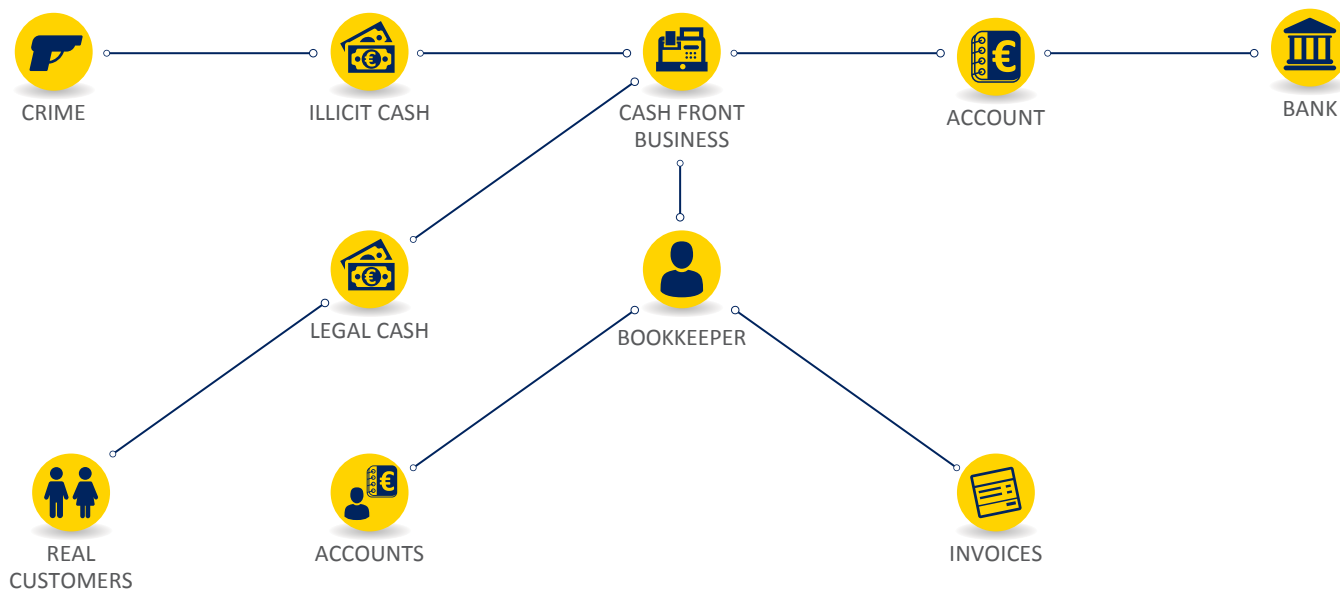 CRIME
ILLICIT CASH
CASH FRONT
BUSINESS
ACCOUNT
BANK
LEGAL CASH
BOOKKEEPER
REAL
CUSTOMERS
ACCOUNTS
INVOICES